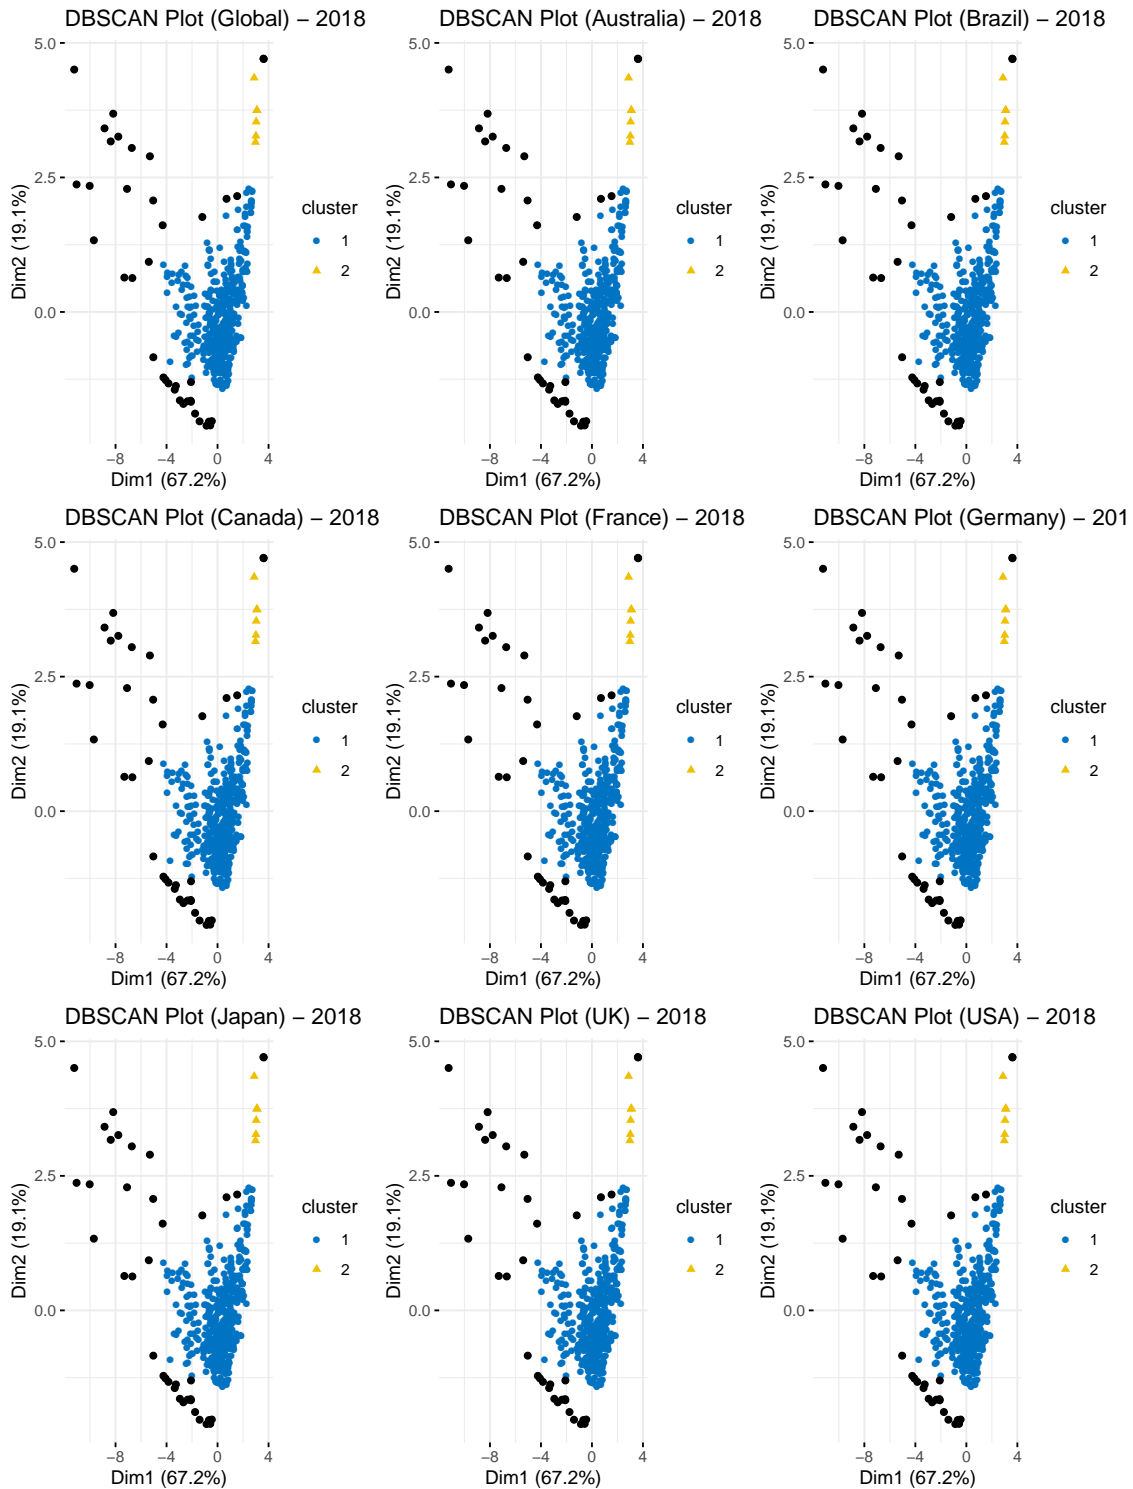 DBSCAN Plot (Global) − 2018
DBSCAN Plot (Australia) − 2018
DBSCAN Plot (Brazil) − 2018
5.0
2.5
0.0
Dim2 (19.1%)
−8 −4 0 4
Dim1 (67.2%)
cluster
1
2
5.0
2.5
0.0
Dim2 (19.1%)
−8 −4 0 4
Dim1 (67.2%)
cluster
1
2
5.0
2.5
0.0
Dim2 (19.1%)
−8 −4 0 4
Dim1 (67.2%)
cluster
1
2
DBSCAN Plot (Canada) − 2018
DBSCAN Plot (France) − 2018
DBSCAN Plot (Germany) − 201
5.0
2.5
0.0
Dim2 (19.1%)
−8 −4 0 4
Dim1 (67.2%)
cluster
1
2
5.0
2.5
0.0
Dim2 (19.1%)
−8 −4 0 4
Dim1 (67.2%)
cluster
1
2
5.0
2.5
0.0
Dim2 (19.1%)
−8 −4 0 4
Dim1 (67.2%)
cluster
1
2
DBSCAN Plot (Japan) − 2018
DBSCAN Plot (UK) − 2018
DBSCAN Plot (USA) − 2018
5.0
2.5
0.0
Dim2 (19.1%)
−8 −4 0 4
Dim1 (67.2%)
cluster
1
2
5.0
2.5
0.0
Dim2 (19.1%)
−8 −4 0 4
Dim1 (67.2%)
cluster
1
2
5.0
2.5
0.0
Dim2 (19.1%)
−8 −4 0 4
Dim1 (67.2%)
cluster
1
2